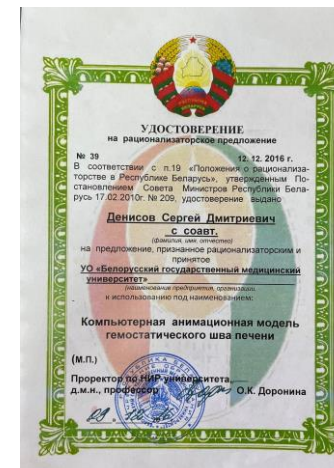 УДОСТОВЕРЕНИЕ
на рационализаторское предложение
№ 39 12. 12. 2016 г.
В соответствии с п.19 «Положения о рационализа-
торстве в Республике Беларусь», утвержденным По-
становлением Совета Министров Республики Бела-
русь 17.02.2010г. № 209, удостоверение выдано
Денисов Сергей Дмитриевич
с соавт.
(фамилия, имя, отчество)
на предложение, признанное рационализаторским и
принятое
УО «Белорусский государственный медицинский
университет»
(наименование предприятия, организации)
к использованию под наименованием:
Компьютерная анимационная модель
гемостатического шва печени
(М.П.)
Проректор по НИР университета,
д.м.н., профессор О.К. Доронина